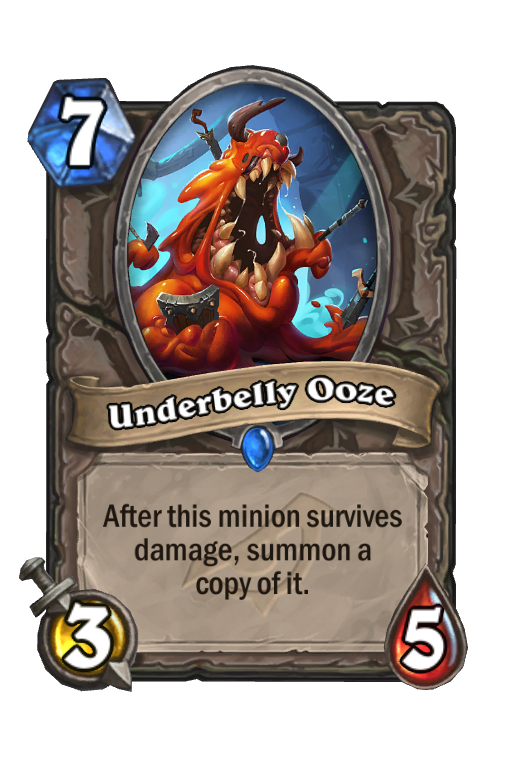 7
Underbelly Ooze
After this minion survives
damage, summon a
copy of it.
3
5